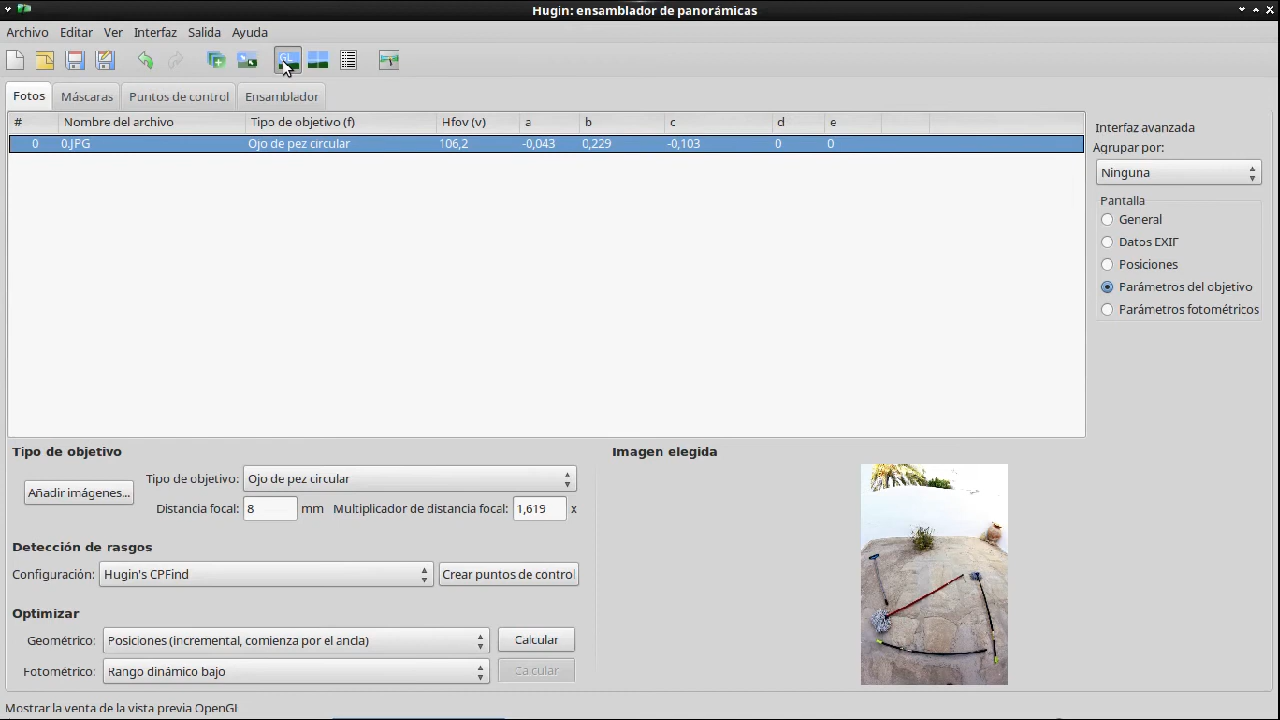 Hugin: ensamblador de panorámicas
Archivo Editar Ver Interfaz Salida Ayuda
GL
Fotos Máscaras Puntos de control Ensamblador
# Nombre del archivo Tipo de objetivo (f) Hfov (v) a b c d e
0 0.JPG Ojo de pez circular 106,2 -0,043 0,229 -0,103 0 0
Interfaz avanzada
Agrupar por:
Ninguna
Pantalla
General
Datos EXIF
Posiciones
Parámetros del objetivo
Parámetros fotométricos
Tipo de objetivo
Añadir imágenes...
Tipo de objetivo: Ojo de pez circular
Distancia focal: 8 mm Multiplicador de distancia focal: 1,619 x
Detección de rasgos
Configuración: Hugin's CPFind Crear puntos de control
Optimizar
Geométrico: Posiciones (incremental, comienza por el ancla) Calcular
Fotométrico: Rango dinámico bajo Calcular
Imagen elegida
Mostrar la venta de la vista previa OpenGL